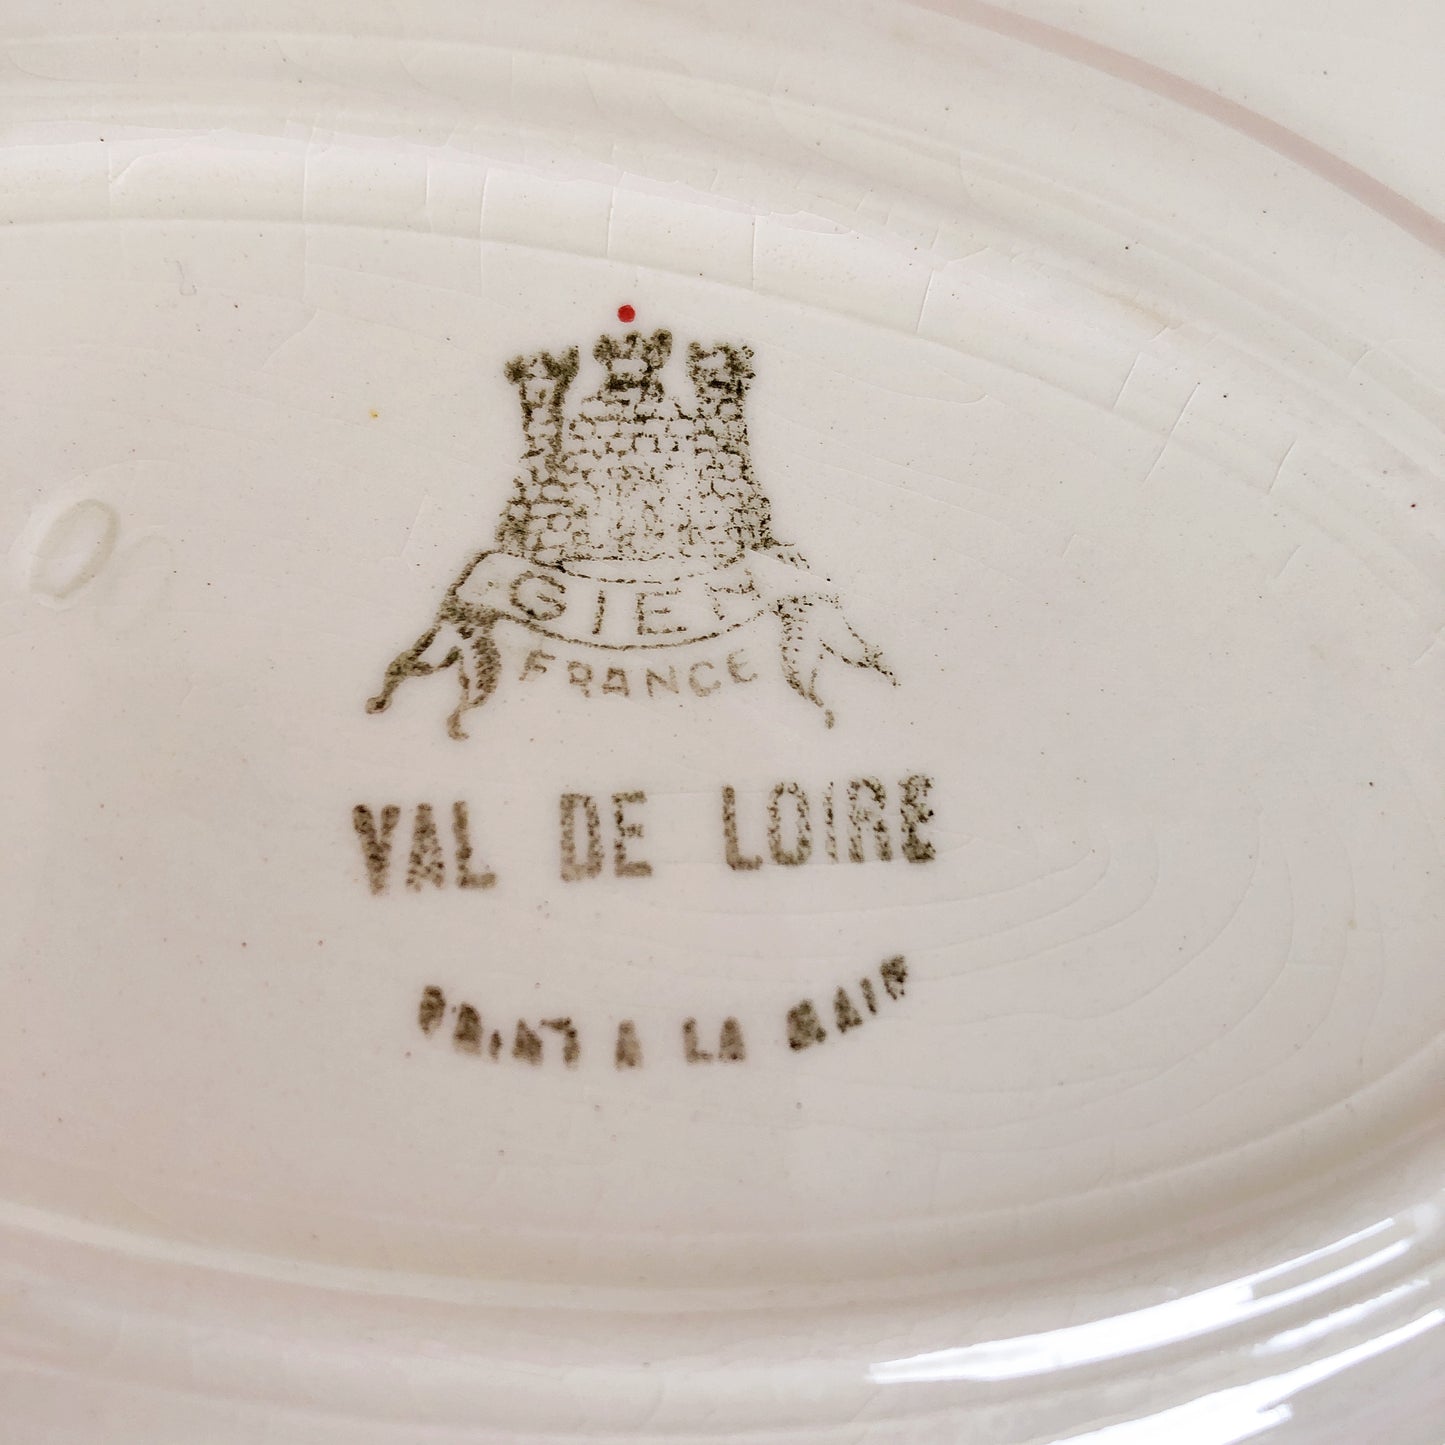 GIEN
FRANCE
VAL DE LOIRE
PEINT A LA MAIN